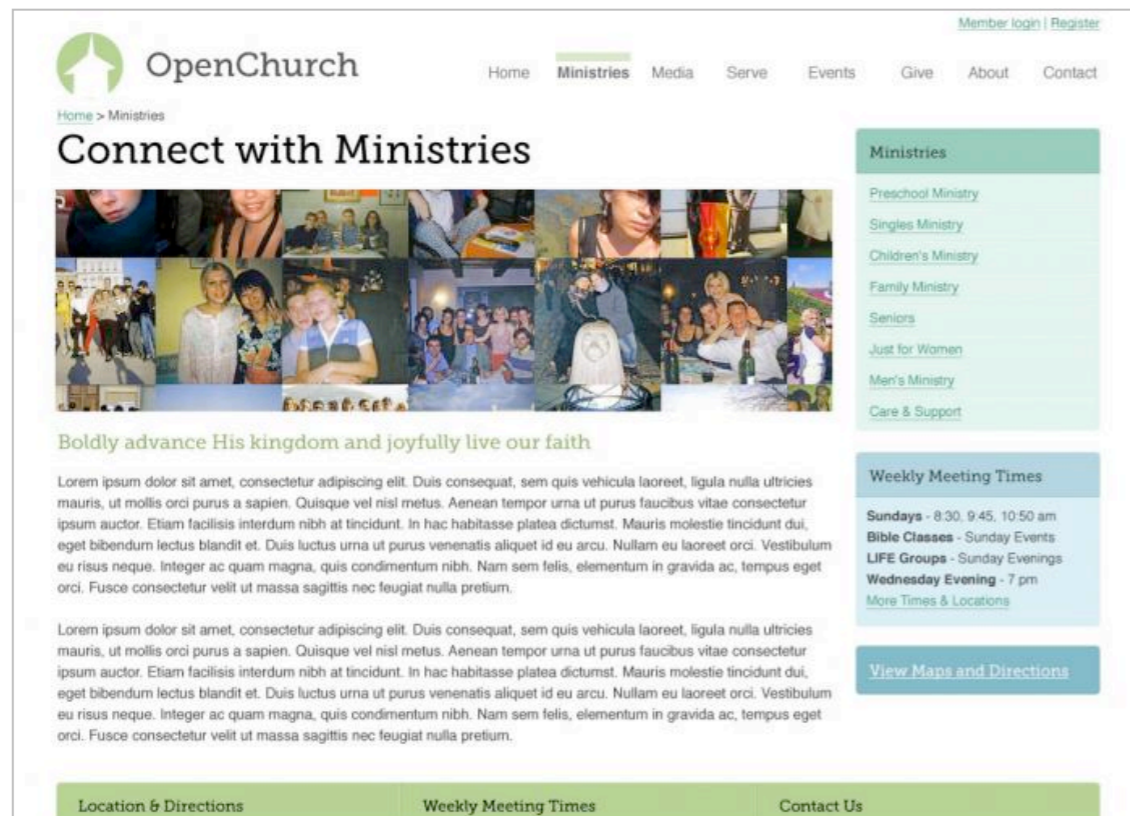 Member login | Register
OpenChurch
Home Ministries Media Serve Events Give About Contact
Home > Ministries
Connect with Ministries
Boldly advance His kingdom and joyfully live our faith
Lorem ipsum dolor sit amet, consectetur adipiscing elit. Duis consequat, sem quis vehicula laoreet, ligula nulla ultricies
mauris, ut mollis orci purus a sapien. Quisque vel nisl metus. Aenean tempor urna ut purus faucibus vitae consectetur
ipsum auctor. Etiam facilisis interdum nibh at tincidunt. In hac habitasse platea dictumst. Mauris molestie tincidunt dui,
eget bibendum lectus blandit et. Duis luctus urna ut purus venenatis aliquet id eu arcu. Nullam eu laoreet orci. Vestibulum
eu risus neque. Integer ac quam magna, quis condimentum nibh. Nam sem felis, elementum in gravida ac, tempus eget
orci. Fusce consectetur velit ut massa sagittis nec feugiat nulla pretium.
Lorem ipsum dolor sit amet, consectetur adipiscing elit. Duis consequat, sem quis vehicula laoreet, ligula nulla ultricies
mauris, ut mollis orci purus a sapien. Quisque vel nisl metus. Aenean tempor urna ut purus faucibus vitae consectetur
ipsum auctor. Etiam facilisis interdum nibh at tincidunt. In hac habitasse platea dictumst. Mauris molestie tincidunt dui,
eget bibendum lectus blandit et. Duis luctus urna ut purus venenatis aliquet id eu arcu. Nullam eu laoreet orci. Vestibulum
eu risus neque. Integer ac quam magna, quis condimentum nibh. Nam sem felis, elementum in gravida ac, tempus eget
orci. Fusce consectetur velit ut massa sagittis nec feugiat nulla pretium.
Ministries
Preschool Ministry
Singles Ministry
Children's Ministry
Family Ministry
Seniors
Just for Women
Men's Ministry
Care & Support
Weekly Meeting Times
Sundays - 8:30, 9:45, 10:50 am
Bible Classes - Sunday Events
LIFE Groups - Sunday Evenings
Wednesday Evening - 7 pm
More Times & Locations
View Maps and Directions
Location & Directions Weekly Meeting Times Contact Us